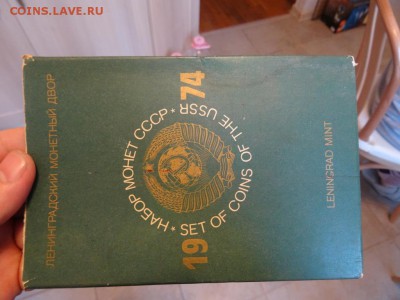 COINS.LAVE.RU
ЛЕНИНГРАДСКИЙ МОНЕТНЫЙ ДВОР
НАБОР МОНЕТ СССР *
SET OF COINS OF THE USSR *
19 74
LENINGRAD MINT